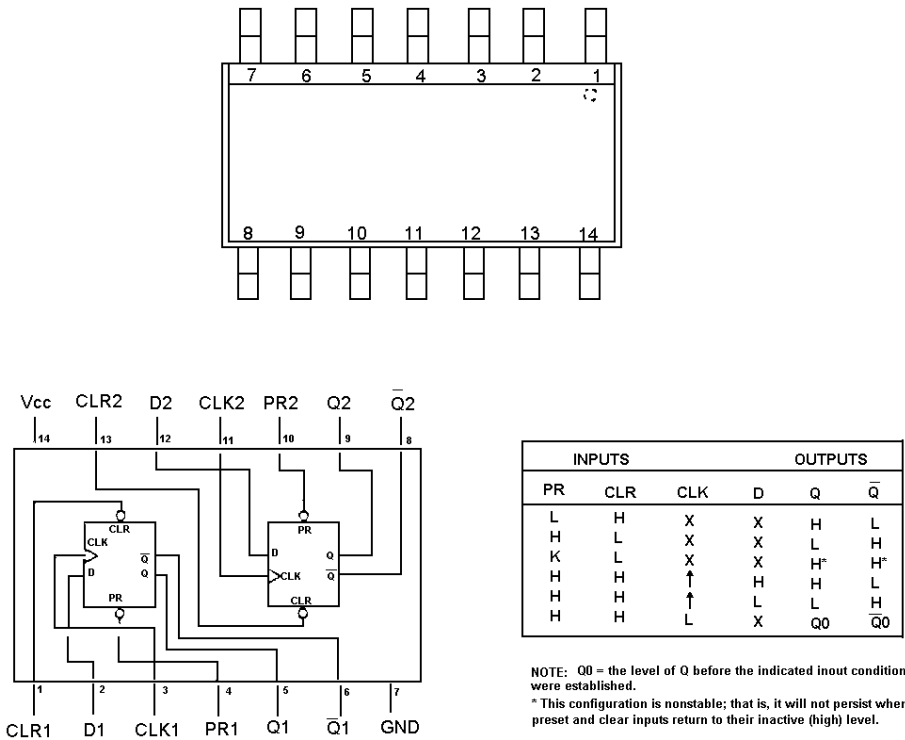 7 6 5 4 3 2 1
8 9 10 11 12 13 14
Vcc CLR2 D2 CLK2 PR2 Q2 Q̅2
14 13 12 11 10 9 8
CLR PR
CLK
D Q̅ D Q
Q CLK Q̅
PR CLR
1 2 3 4 5 6 7
CLR1 D1 CLK1 PR1 Q1 Q̅1 GND
INPUTS OUTPUTS
PR CLR CLK D Q Q̅
L H X X H L
H L X X L H
K L X X H* H*
H H ↑ H H L
H H ↑ L L H
H H L X Q0 Q̅0
NOTE: Q0 = the level of Q before the indicated inout condition
were established.
* This configuration is nonstable; that is, it will not persist wher
preset and clear inputs return to their inactive (high) level.